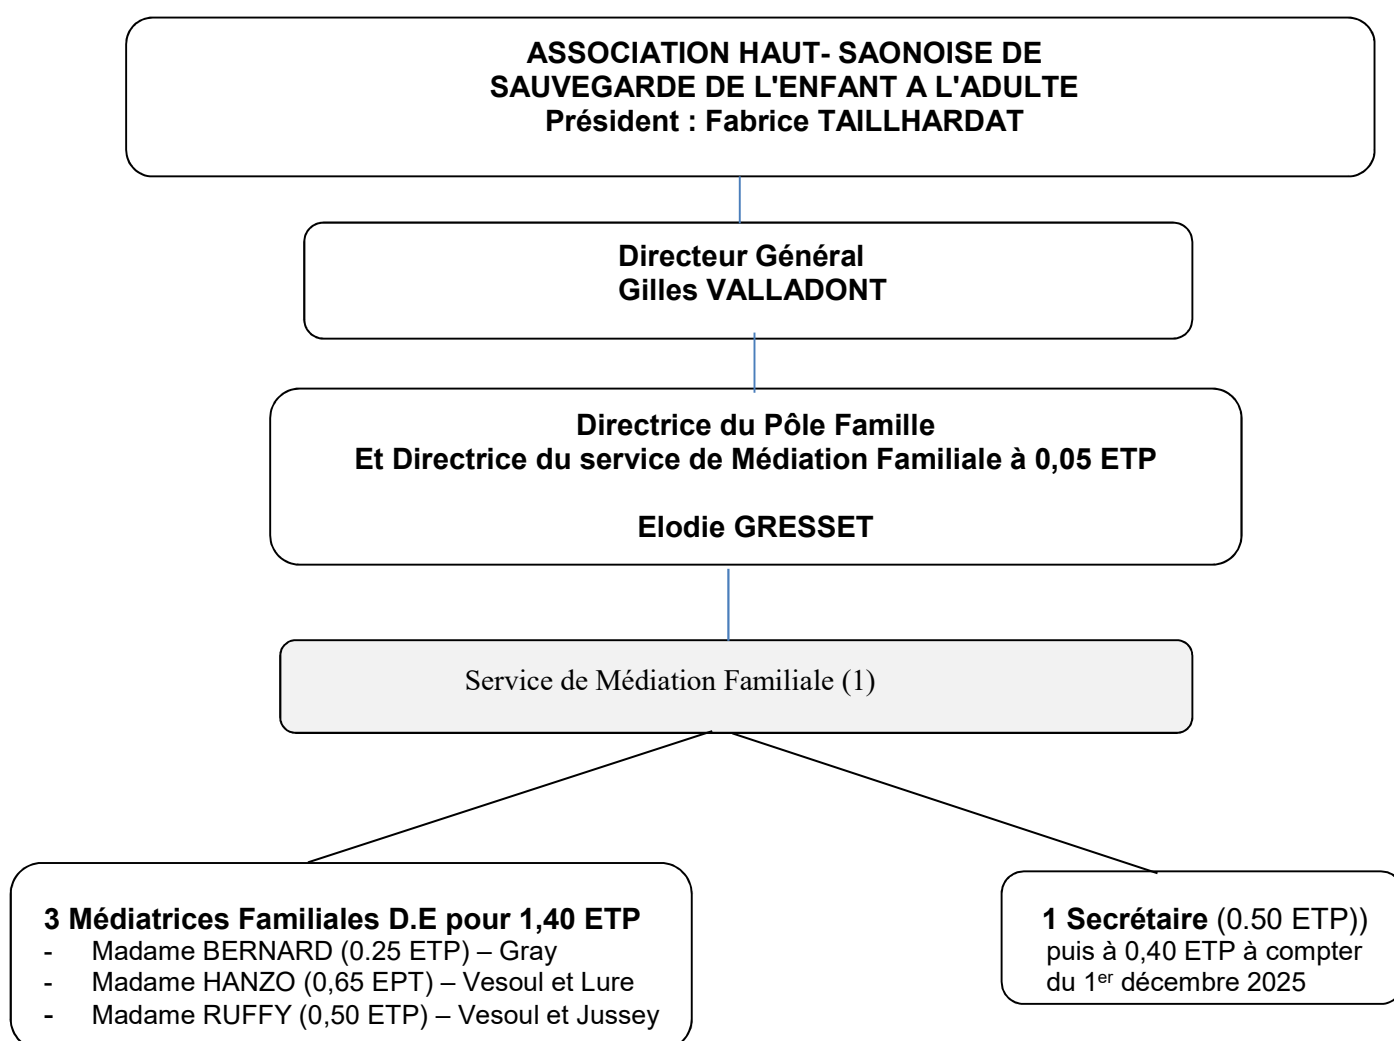 ASSOCIATION HAUT- SAONOISE DE
SAUVEGARDE DE L'ENFANT A L'ADULTE
Président : Fabrice TAILLHARDAT
Directeur Général
Gilles VALLADONT
Directrice du Pôle Famille
Et Directrice du service de Médiation Familiale à 0,05 ETP
Elodie GRESSET
Service de Médiation Familiale (1)
3 Médiatrices Familiales D.E pour 1,40 ETP
- Madame BERNARD (0.25 ETP) – Gray
- Madame HANZO (0,65 EPT) – Vesoul et Lure
- Madame RUFFY (0,50 ETP) – Vesoul et Jussey
1 Secrétaire (0.50 ETP))
puis à 0,40 ETP à compter
du 1er décembre 2025